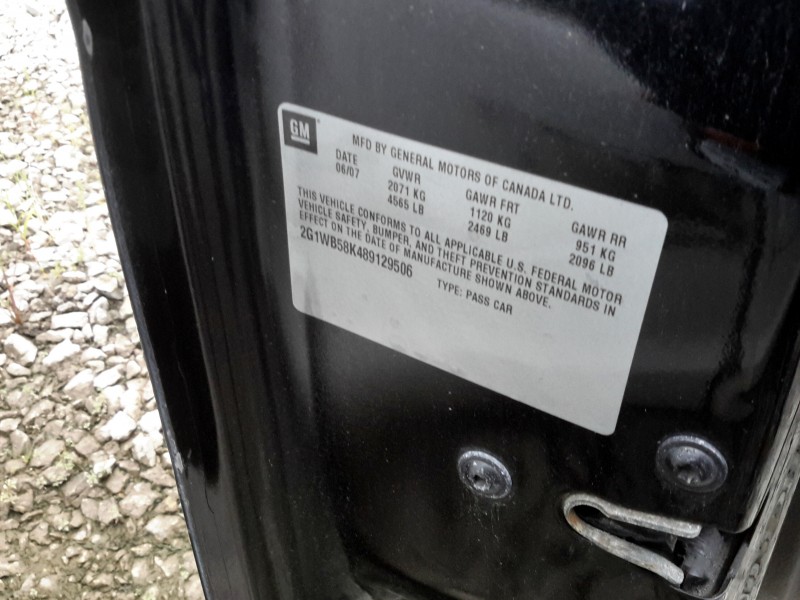 GM
MFD BY GENERAL MOTORS OF CANADA LTD.
DATE GVWR GAWR FRT GAWR RR
06/07 2071 KG 1120 KG 951 KG
4565 LB 2469 LB 2096 LB
THIS VEHICLE CONFORMS TO ALL APPLICABLE U.S. FEDERAL MOTOR
VEHICLE SAFETY, BUMPER, AND THEFT PREVENTION STANDARDS IN
EFFECT ON THE DATE OF MANUFACTURE SHOWN ABOVE.
2G1WB58K489129506 TYPE: PASS CAR